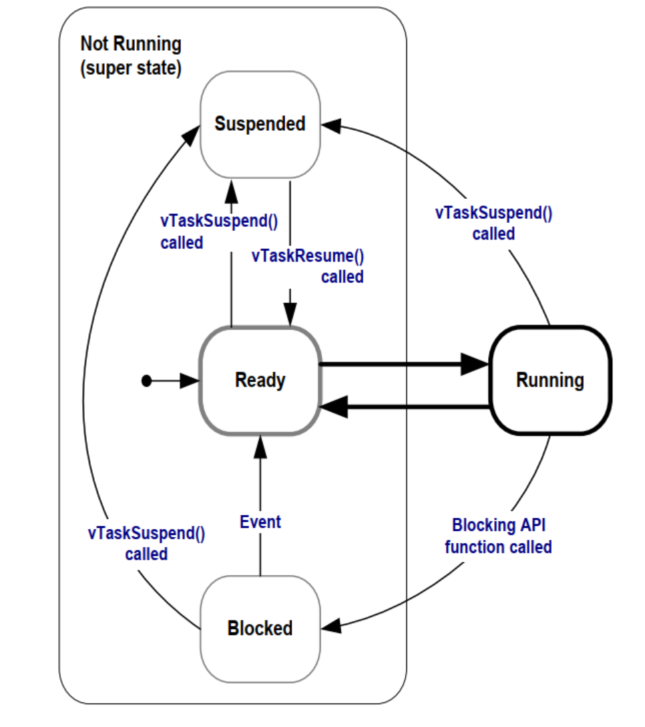 Not Running
(super state)
Suspended
vTaskSuspend()
called
vTaskResume()
called
vTaskSuspend()
called
Ready
Running
Event
vTaskSuspend()
called
Blocking API
function called
Blocked